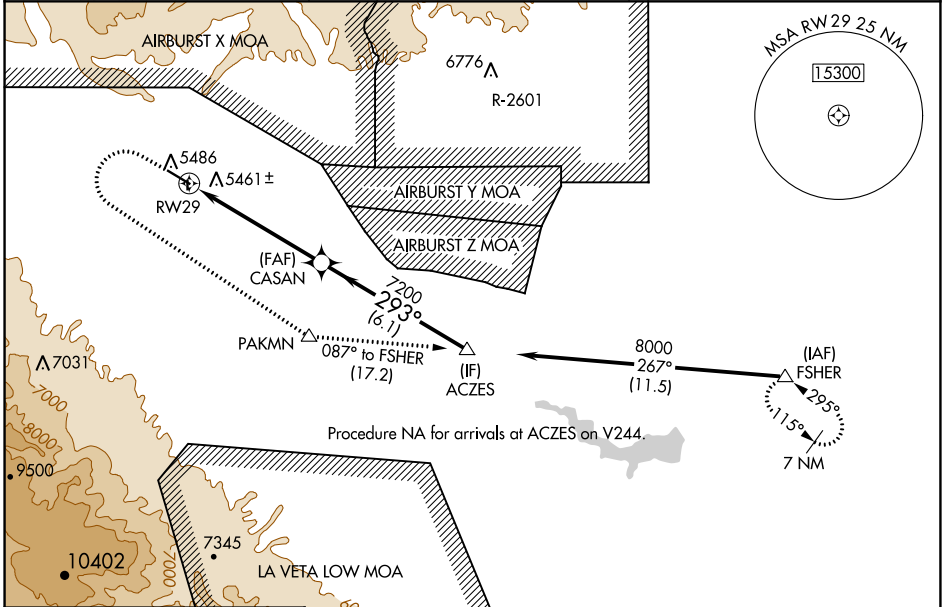 AIRBURST X MOA
6776
R-2601
MSA RW 29 25 NM
15300
5486
5461±
RW29
AIRBURST Y MOA
AIRBURST Z MOA
(FAF)
CASAN
7200
293°
(6.1)
PAKMN
087° to FSHER
(17.2)
(IF)
ACZES
8000
267°
(11.5)
(IAF)
FSHER
295°
115°
7 NM
7031
7000
8000
9500
Procedure NA for arrivals at ACZES on V244.
7345
10402
7000
LA VETA LOW MOA